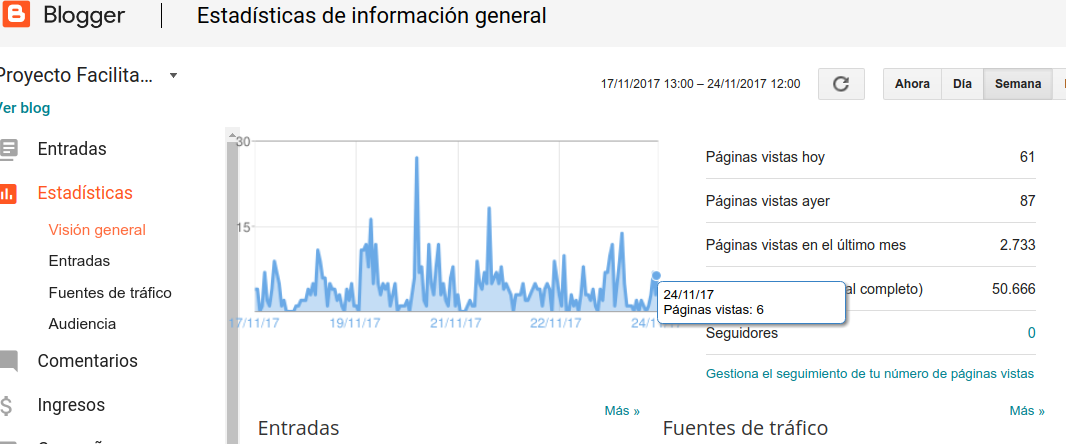 Blogger | Estadísticas de información general
Proyecto Facilita...
17/11/2017 13:00 – 24/11/2017 12:00
Ahora
Día
Semana
Ver blog
Entradas
Estadísticas
Visión general
Entradas
Fuentes de tráfico
Audiencia
Comentarios
Ingresos
30
15
17/11/17
19/11/17
21/11/17
22/11/17
24/11/17
Páginas vistas: 6
Páginas vistas hoy 61
Páginas vistas ayer 87
Páginas vistas en el último mes 2.733
al completo) 50.666
Seguidores 0
Gestiona el seguimiento de tu número de páginas vistas
Más »
Entradas
Más »
Fuentes de tráfico